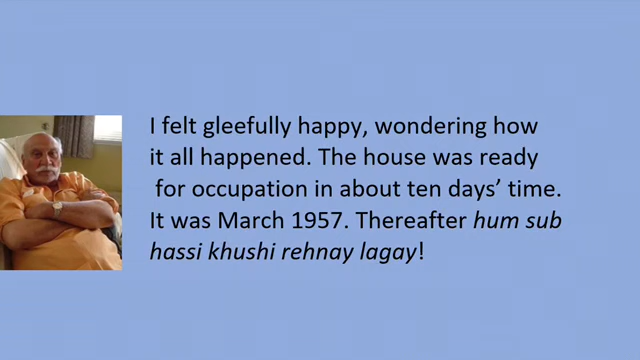 I felt gleefully happy, wondering how
it all happened. The house was ready
for occupation in about ten days’ time.
It was March 1957. Thereafter hum sub
hassi khushi rehnay lagay!